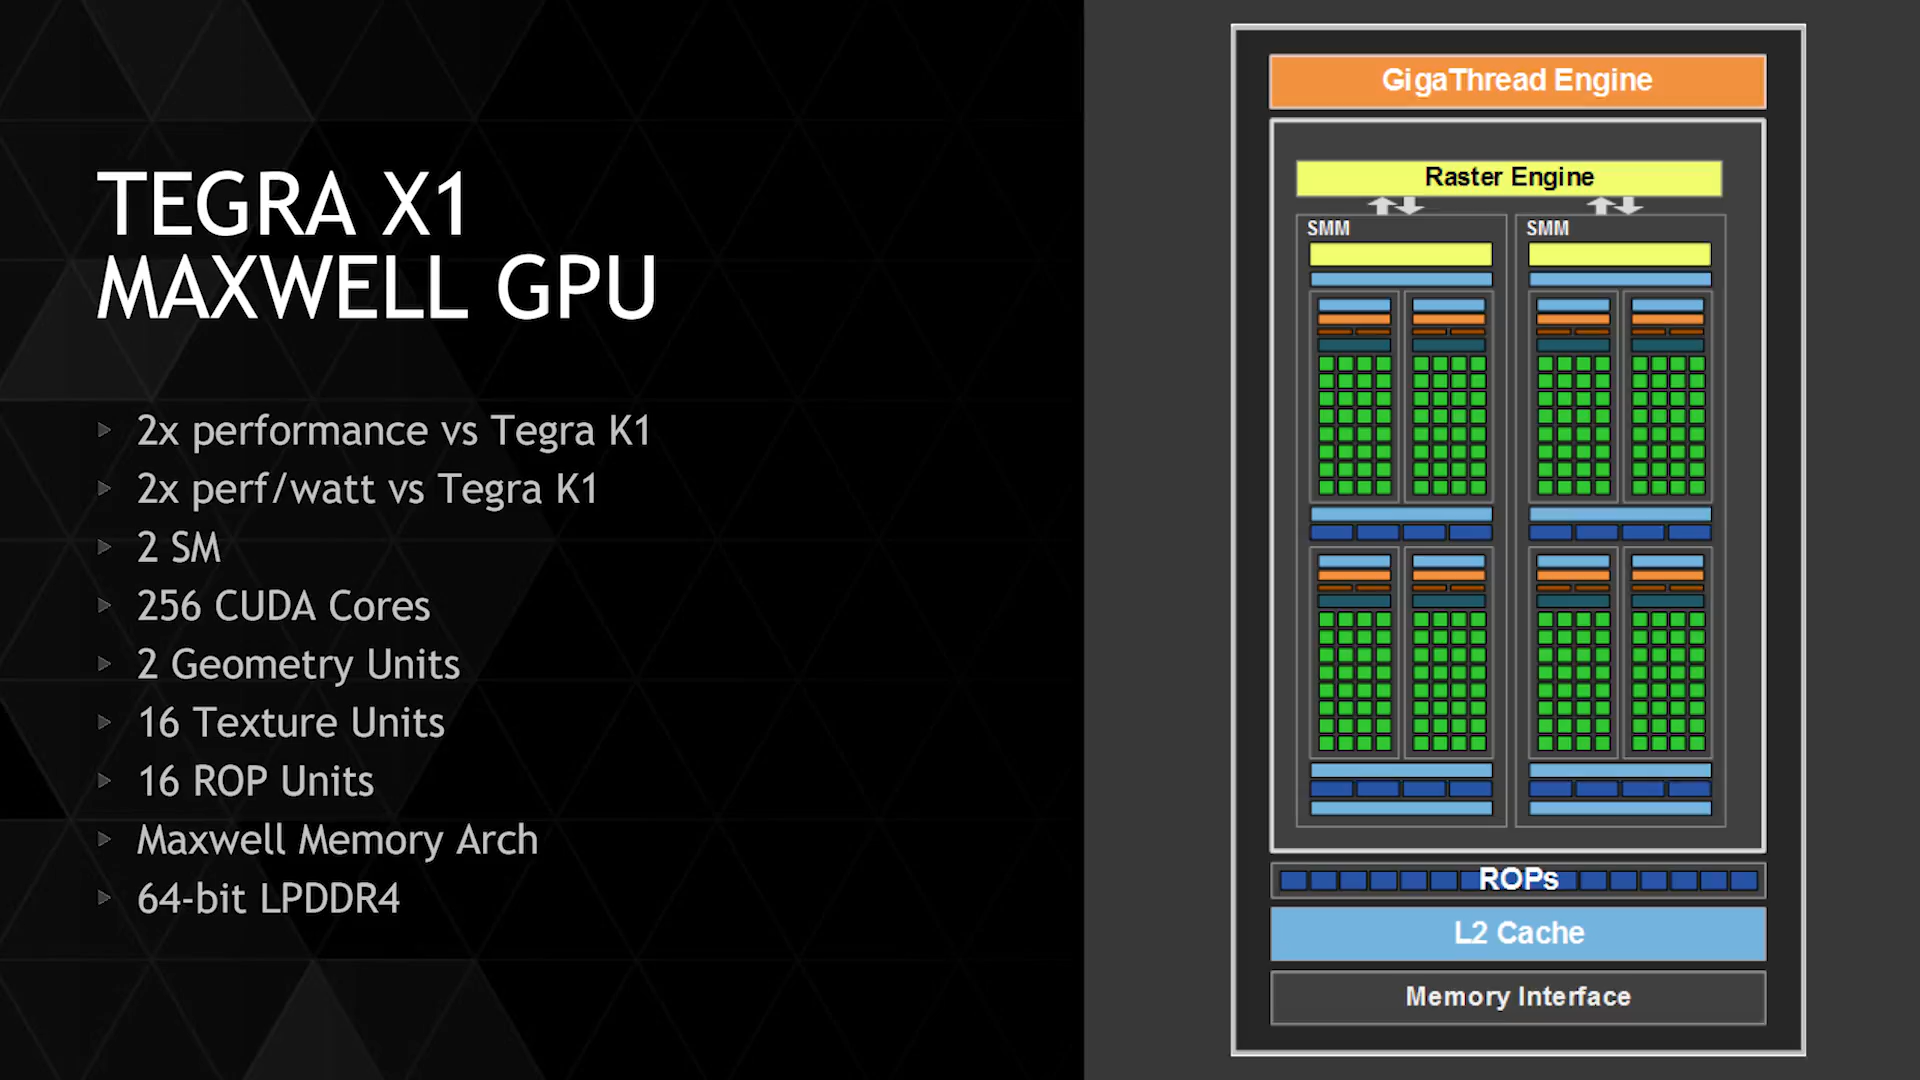 TEGRA X1
MAXWELL GPU
2x performance vs Tegra K1
2x perf/watt vs Tegra K1
2 SM
256 CUDA Cores
2 Geometry Units
16 Texture Units
16 ROP Units
Maxwell Memory Arch
64-bit LPDDR4
GigaThread Engine
Raster Engine
SMM
SMM
ROPs
L2 Cache
Memory Interface